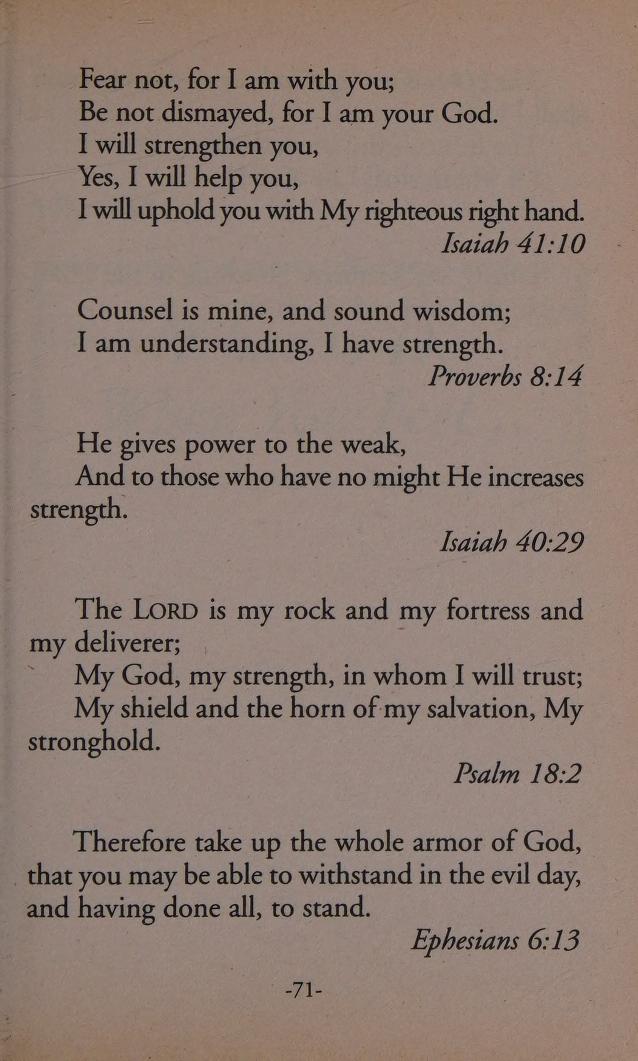 Fear not, for I am with you;
Be not dismayed, for I am your God.
I will strengthen you,
Yes, I will help you,
I will uphold you with My righteous right hand.
Isaiah 41:10
Counsel is mine, and sound wisdom;
I am understanding, I have strength.
Proverbs 8:14
He gives power to the weak,
And to those who have no might He increases
strength.
Isaiah 40:29
The LORD is my rock and my fortress and
my deliverer;
My God, my strength, in whom I will trust;
My shield and the horn of my salvation, My
stronghold.
Psalm 18:2
Therefore take up the whole armor of God,
that you may be able to withstand in the evil day,
and having done all, to stand.
Ephesians 6:13
-71-